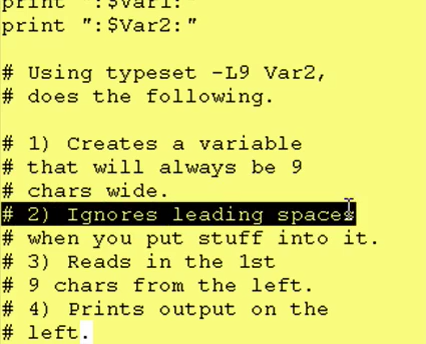 print ":$Var1:"
print ":$Var2:"
# Using typeset -L9 Var2,
# does the following.
# 1) Creates a variable
# that will always be 9
# chars wide.
# 2) Ignores leading spaces
# when you put stuff into it.
# 3) Reads in the 1st
# 9 chars from the left.
# 4) Prints output on the
# left.